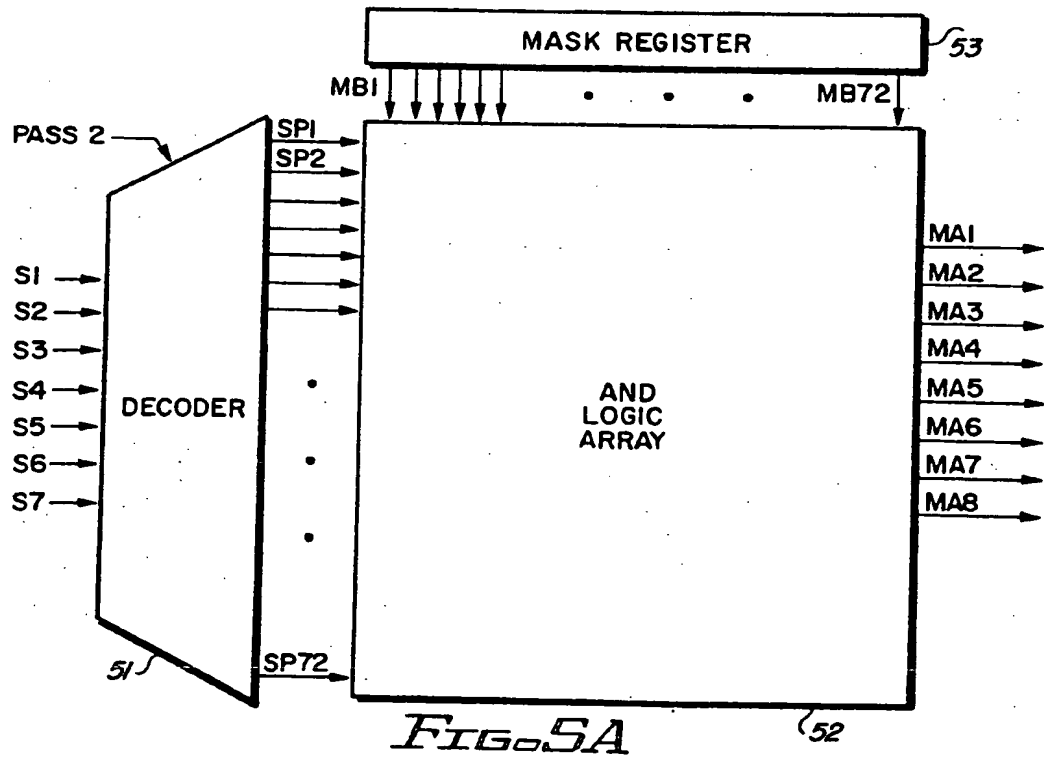 MASK REGISTER
53
MB1
MB72
PASS 2
SP1
SP2
MA1
MA2
MA3
MA4
MA5
MA6
MA7
MA8
S1
S2
S3
S4
S5
S6
S7
DECODER
AND
LOGIC
ARRAY
SP72
51
52
FIG. 5A